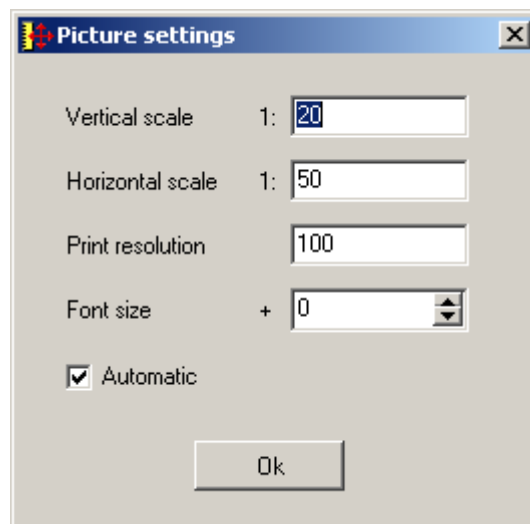 Picture settings
Vertical scale 1: 20
Horizontal scale 1: 50
Print resolution 100
Font size + 0
Automatic
Ok